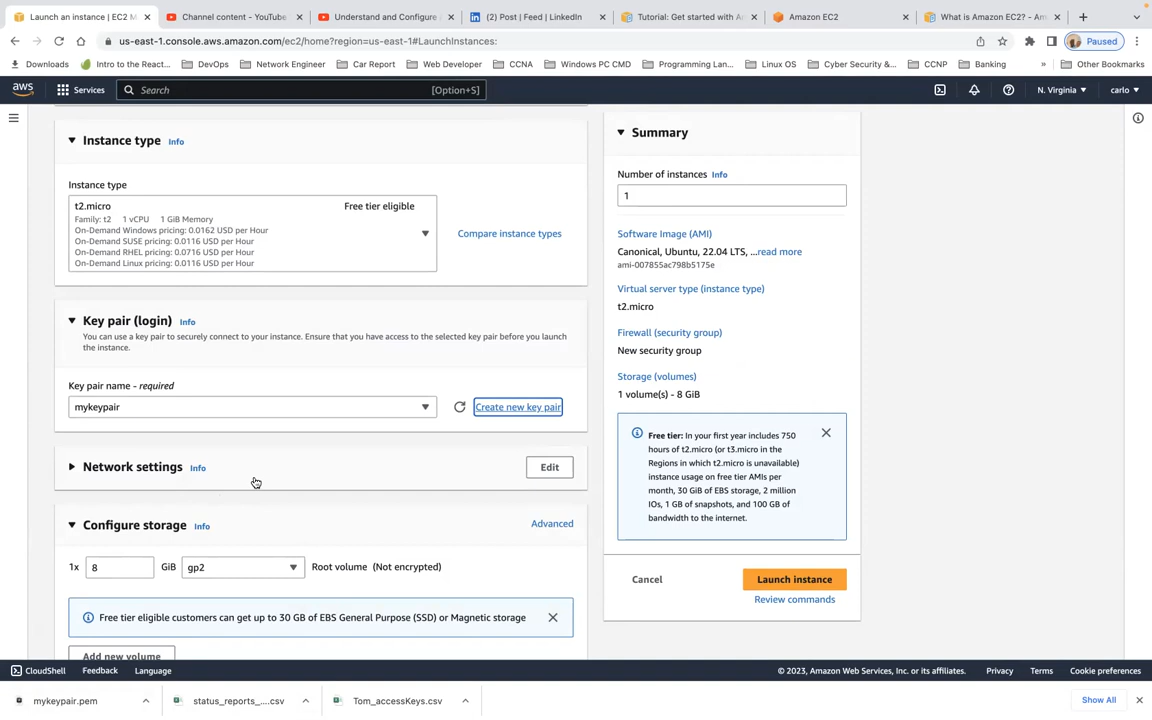 Launch an instance | EC2 M
Channel content - YouTube
Understand and Configure
(2) Post | Feed | LinkedIn
Tutorial: Get started with A
Amazon EC2
What is Amazon EC2? - Am
us-east-1.console.aws.amazon.com/ec2/home?region=us-east-1#LaunchInstances:
Paused
Downloads
Intro to the React...
DevOps
Network Engineer
Car Report
Web Developer
CCNA
Windows PC CMD
Programming Lan...
Linux OS
Cyber Security &...
CCNP
Banking
»
Other Bookmarks
aws
Services
Search
[Option+S]
N. Virginia
carlo
Instance type Info
Instance type
t2.micro Free tier eligible
Family: t2 1 vCPU 1 GiB Memory
On-Demand Windows pricing: 0.0162 USD per Hour
On-Demand SUSE pricing: 0.0116 USD per Hour
On-Demand RHEL pricing: 0.0716 USD per Hour
On-Demand Linux pricing: 0.0116 USD per Hour
Compare instance types
Key pair (login) Info
You can use a key pair to securely connect to your instance. Ensure that you have access to the selected key pair before you launch
the instance.
Key pair name - required
mykeypair
Create new key pair
Network settings Info
Edit
Configure storage Info
Advanced
1x 8 GiB gp2 Root volume (Not encrypted)
Free tier eligible customers can get up to 30 GB of EBS General Purpose (SSD) or Magnetic storage
Add new volume
Summary
Number of instances Info
1
Software Image (AMI)
Canonical, Ubuntu, 22.04 LTS, ...read more
ami-007855ac798b5175e
Virtual server type (instance type)
t2.micro
Firewall (security group)
New security group
Storage (volumes)
1 volume(s) - 8 GiB
Free tier: In your first year includes 750
hours of t2.micro (or t3.micro in the
Regions in which t2.micro is unavailable)
instance usage on free tier AMIs per
month, 30 GiB of EBS storage, 2 million
IOs, 1 GB of snapshots, and 100 GB of
bandwidth to the internet.
Cancel
Launch instance
Review commands
CloudShell
Feedback
Language
© 2023, Amazon Web Services, Inc. or its affiliates.
Privacy
Terms
Cookie preferences
mykeypair.pem
status_reports_....csv
Tom_accessKeys.csv
Show All